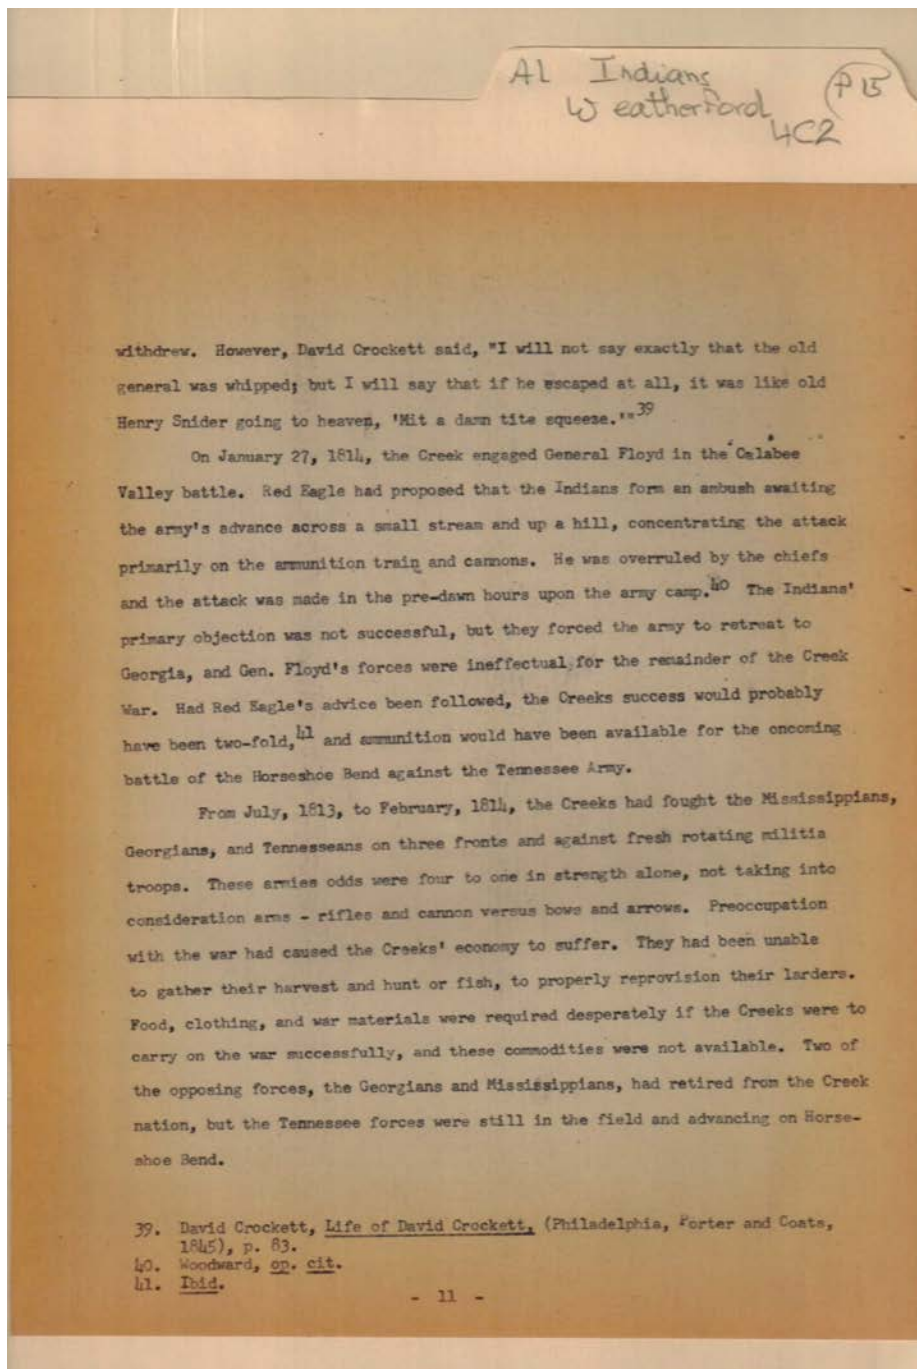 AL Indians
Weatherford
P 15
4C2
withdrew. However, David Crockett said, "I will not say exactly that the old
general was whipped; but I will say that if he escaped at all, it was like old
Henry Snider going to heaven, 'Mit a damn tite squeeze.'"39
On January 27, 1814, the Creek engaged General Floyd in the Calabee
Valley battle. Red Eagle had proposed that the Indians form an ambush awaiting
the army's advance across a small stream and up a hill, concentrating the attack
primarily on the ammunition train and cannons. He was overruled by the chiefs
and the attack was made in the pre-dawn hours upon the army camp.40 The Indians'
primary objection was not successful, but they forced the army to retreat to
Georgia, and Gen. Floyd's forces were ineffectual for the remainder of the Creek
War. Had Red Eagle's advice been followed, the Creeks success would probably
have been two-fold,41 and ammunition would have been available for the oncoming
battle of the Horseshoe Bend against the Tennessee Army.
From July, 1813, to February, 1814, the Creeks had fought the Mississippians,
Georgians, and Tennesseans on three fronts and against fresh rotating militia
troops. These armies odds were four to one in strength alone, not taking into
consideration arms - rifles and cannon versus bows and arrows. Preoccupation
with the war had caused the Creeks' economy to suffer. They had been unable
to gather their harvest and hunt or fish, to properly reprovision their larders.
Food, clothing, and war materials were required desperately if the Creeks were to
carry on the war successfully, and these commodities were not available. Two of
the opposing forces, the Georgians and Mississippians, had retired from the Creek
nation, but the Tennessee forces were still in the field and advancing on Horse-
shoe Bend.
39. David Crockett, Life of David Crockett, (Philadelphia, Porter and Coats,
1845), p. 83.
40. Woodward, op. cit.
41. Ibid.
- 11 -